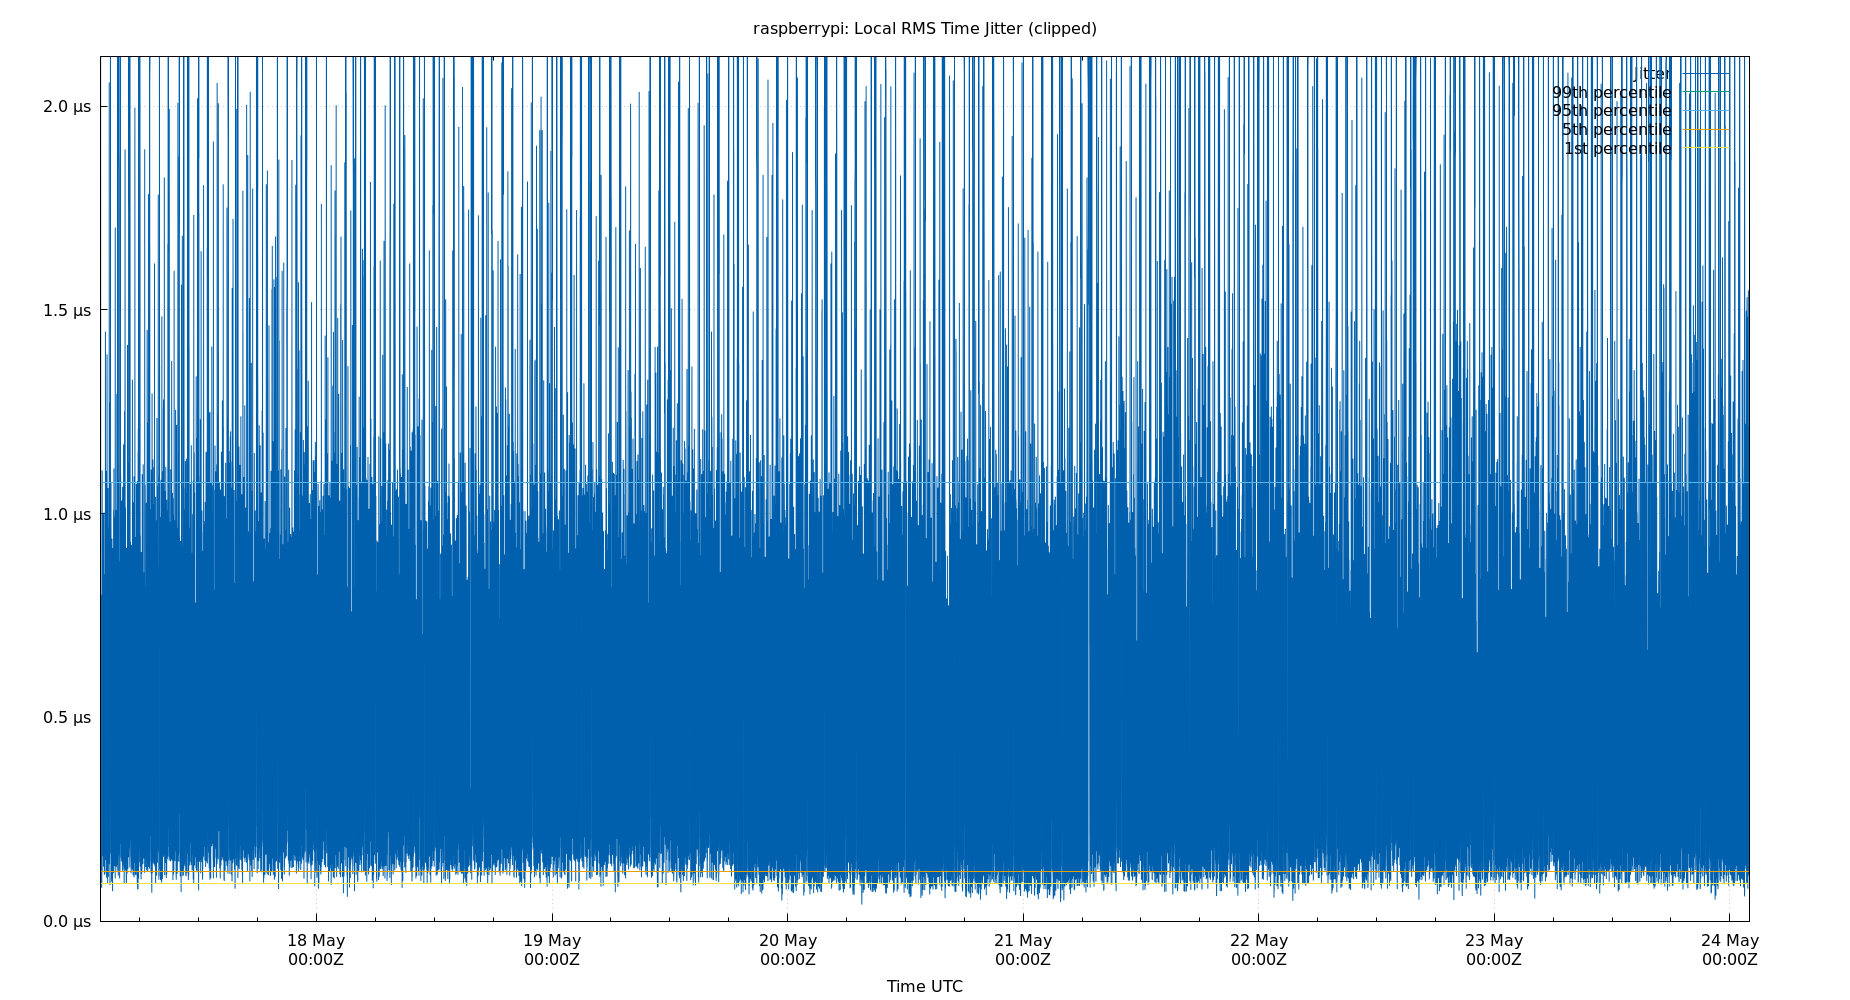 raspberrypi: Local RMS Time Jitter (clipped)
2.0 µs
1.5 µs
1.0 µs
0.5 µs
0.0 µs
jitter
99th percentile
95th percentile
5th percentile
1st percentile
18 May
00:00Z
19 May
00:00Z
20 May
00:00Z
21 May
00:00Z
22 May
00:00Z
23 May
00:00Z
24 May
00:00Z
Time UTC